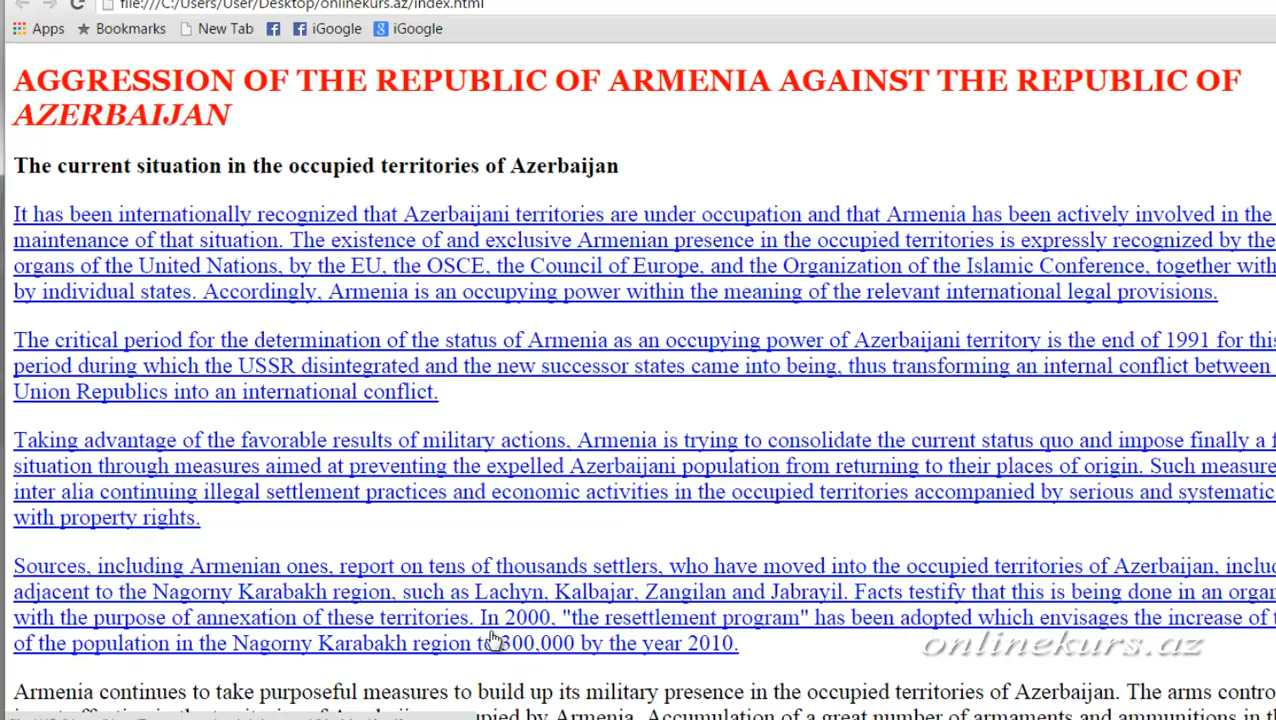 file:///C:/Users/User/Desktop/onlinekurs.az/index.html
Apps Bookmarks New Tab iGoogle iGoogle
AGGRESSION OF THE REPUBLIC OF ARMENIA AGAINST THE REPUBLIC OF
AZERBAIJAN
The current situation in the occupied territories of Azerbaijan
It has been internationally recognized that Azerbaijani territories are under occupation and that Armenia has been actively involved in the
maintenance of that situation. The existence of and exclusive Armenian presence in the occupied territories is expressly recognized by the
organs of the United Nations, by the EU, the OSCE, the Council of Europe, and the Organization of the Islamic Conference, together with
by individual states. Accordingly, Armenia is an occupying power within the meaning of the relevant international legal provisions.
The critical period for the determination of the status of Armenia as an occupying power of Azerbaijani territory is the end of 1991 for this
period during which the USSR disintegrated and the new successor states came into being, thus transforming an internal conflict between
Union Republics into an international conflict.
Taking advantage of the favorable results of military actions, Armenia is trying to consolidate the current status quo and impose finally a f
situation through measures aimed at preventing the expelled Azerbaijani population from returning to their places of origin. Such measure
inter alia continuing illegal settlement practices and economic activities in the occupied territories accompanied by serious and systematic
with property rights.
Sources, including Armenian ones, report on tens of thousands settlers, who have moved into the occupied territories of Azerbaijan, inclu
adjacent to the Nagorny Karabakh region, such as Lachyn, Kalbajar, Zangilan and Jabrayil. Facts testify that this is being done in an organ
with the purpose of annexation of these territories. In 2000, "the resettlement program" has been adopted which envisages the increase of
of the population in the Nagorny Karabakh region to 300,000 by the year 2010.
onlinekurs.az
Armenia continues to take purposeful measures to build up its military presence in the occupied territories of Azerbaijan. The arms contro
upied by Armenia. Accumulation of a great number of armaments and ammunitions in